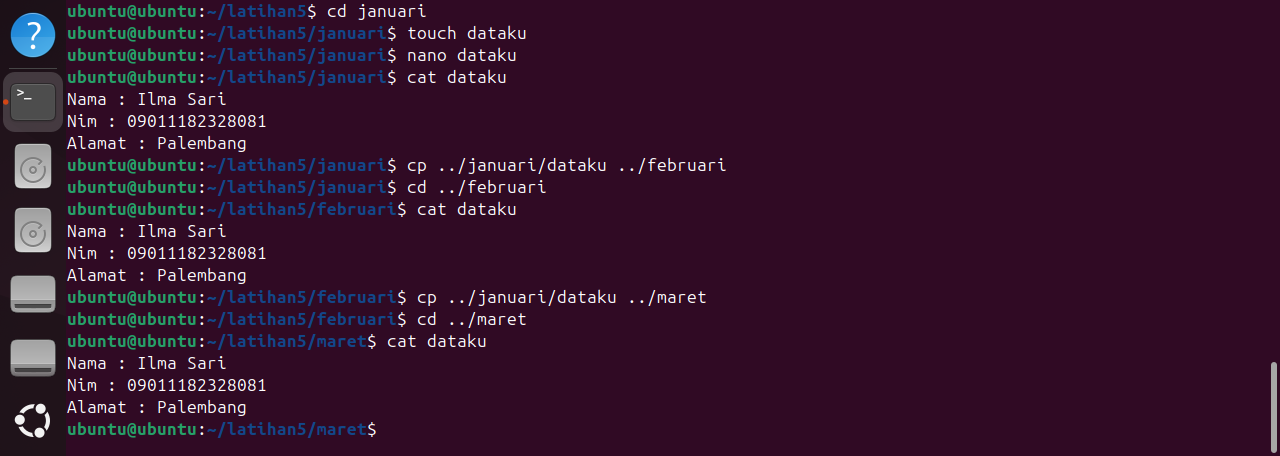 ubuntu@ubuntu:~/latihan5$ cd januari
ubuntu@ubuntu:~/latihan5/januari$ touch dataku
ubuntu@ubuntu:~/latihan5/januari$ nano dataku
ubuntu@ubuntu:~/latihan5/januari$ cat dataku
Nama : Ilma Sari
Nim : 09011182328081
Alamat : Palembang
ubuntu@ubuntu:~/latihan5/januari$ cp ../januari/dataku ../februari
ubuntu@ubuntu:~/latihan5/januari$ cd ../februari
ubuntu@ubuntu:~/latihan5/februari$ cat dataku
Nama : Ilma Sari
Nim : 09011182328081
Alamat : Palembang
ubuntu@ubuntu:~/latihan5/februari$ cp ../januari/dataku ../maret
ubuntu@ubuntu:~/latihan5/februari$ cd ../maret
ubuntu@ubuntu:~/latihan5/maret$ cat dataku
Nama : Ilma Sari
Nim : 09011182328081
Alamat : Palembang
ubuntu@ubuntu:~/latihan5/maret$